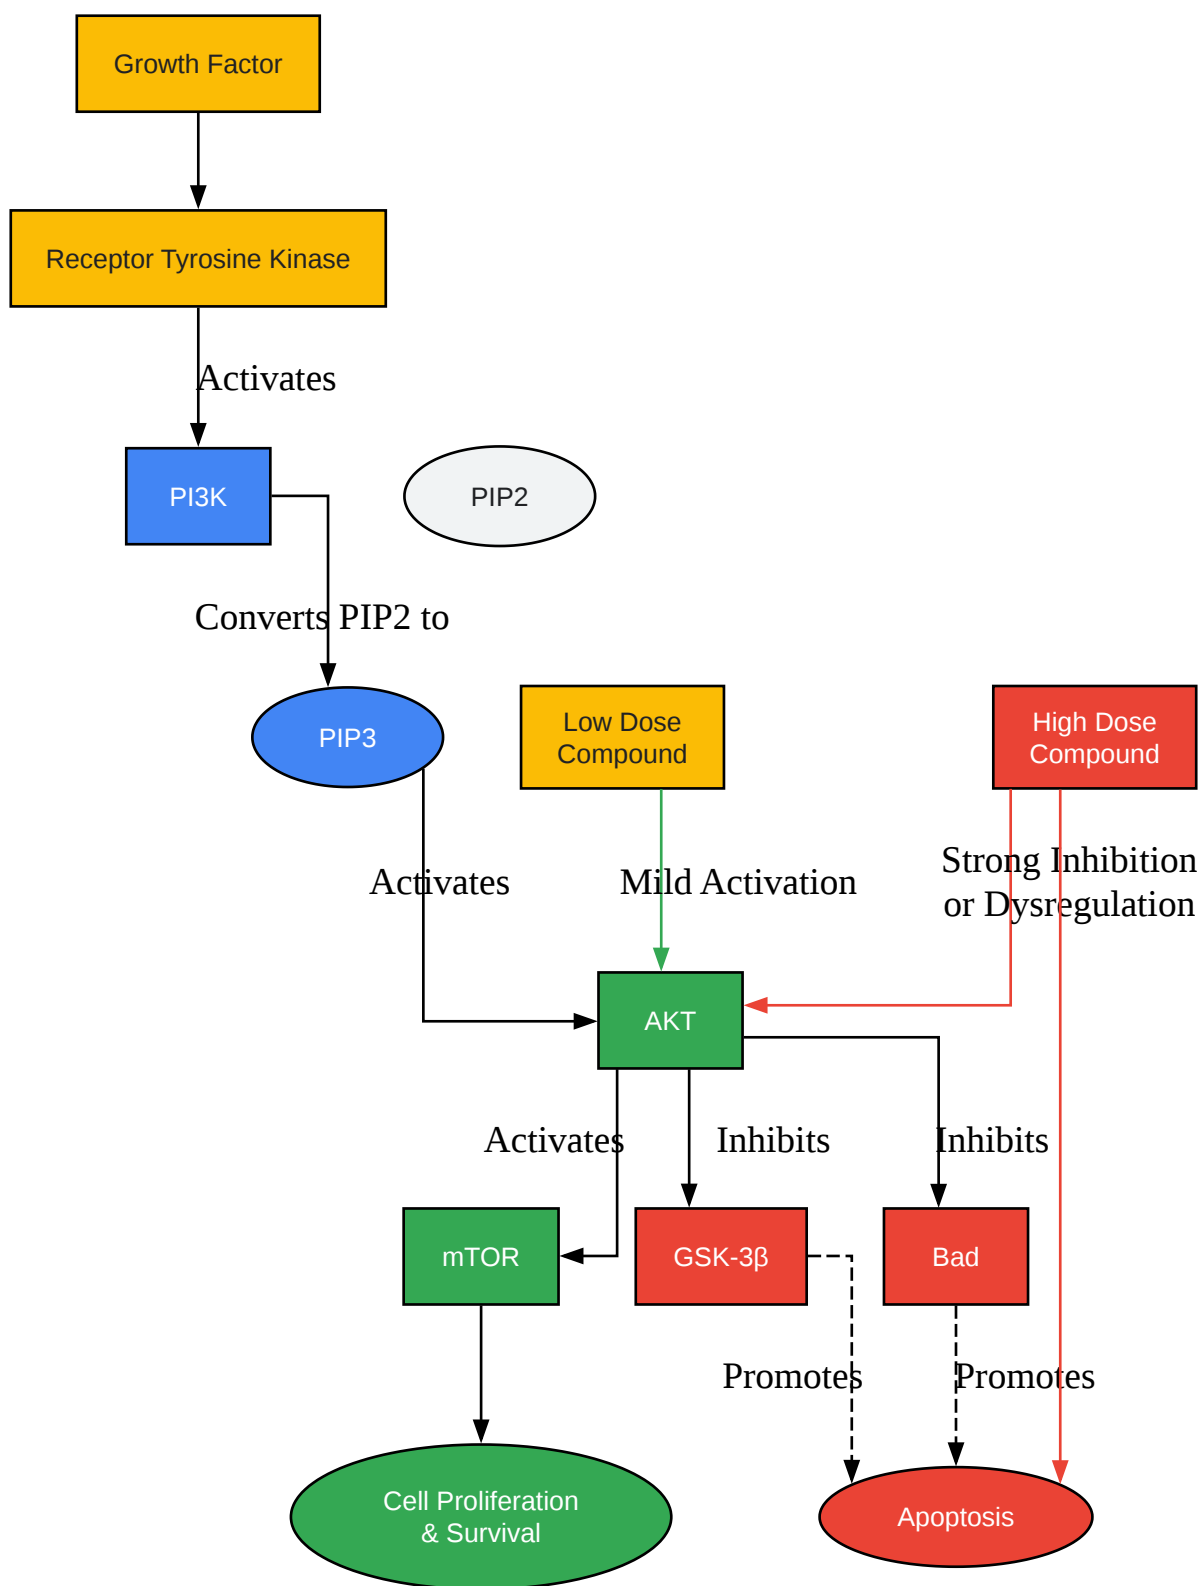 Growth Factor
Receptor Tyrosine Kinase
Activates
PI3K
PIP2
Converts PIP2 to
PIP3
Low Dose
Compound
High Dose
Compound
Activates
Mild Activation
Strong Inhibition
or Dysregulation
AKT
Activates
Inhibits
Inhibits
mTOR
GSK-3β
Bad
Promotes
Promotes
Cell Proliferation
& Survival
Apoptosis